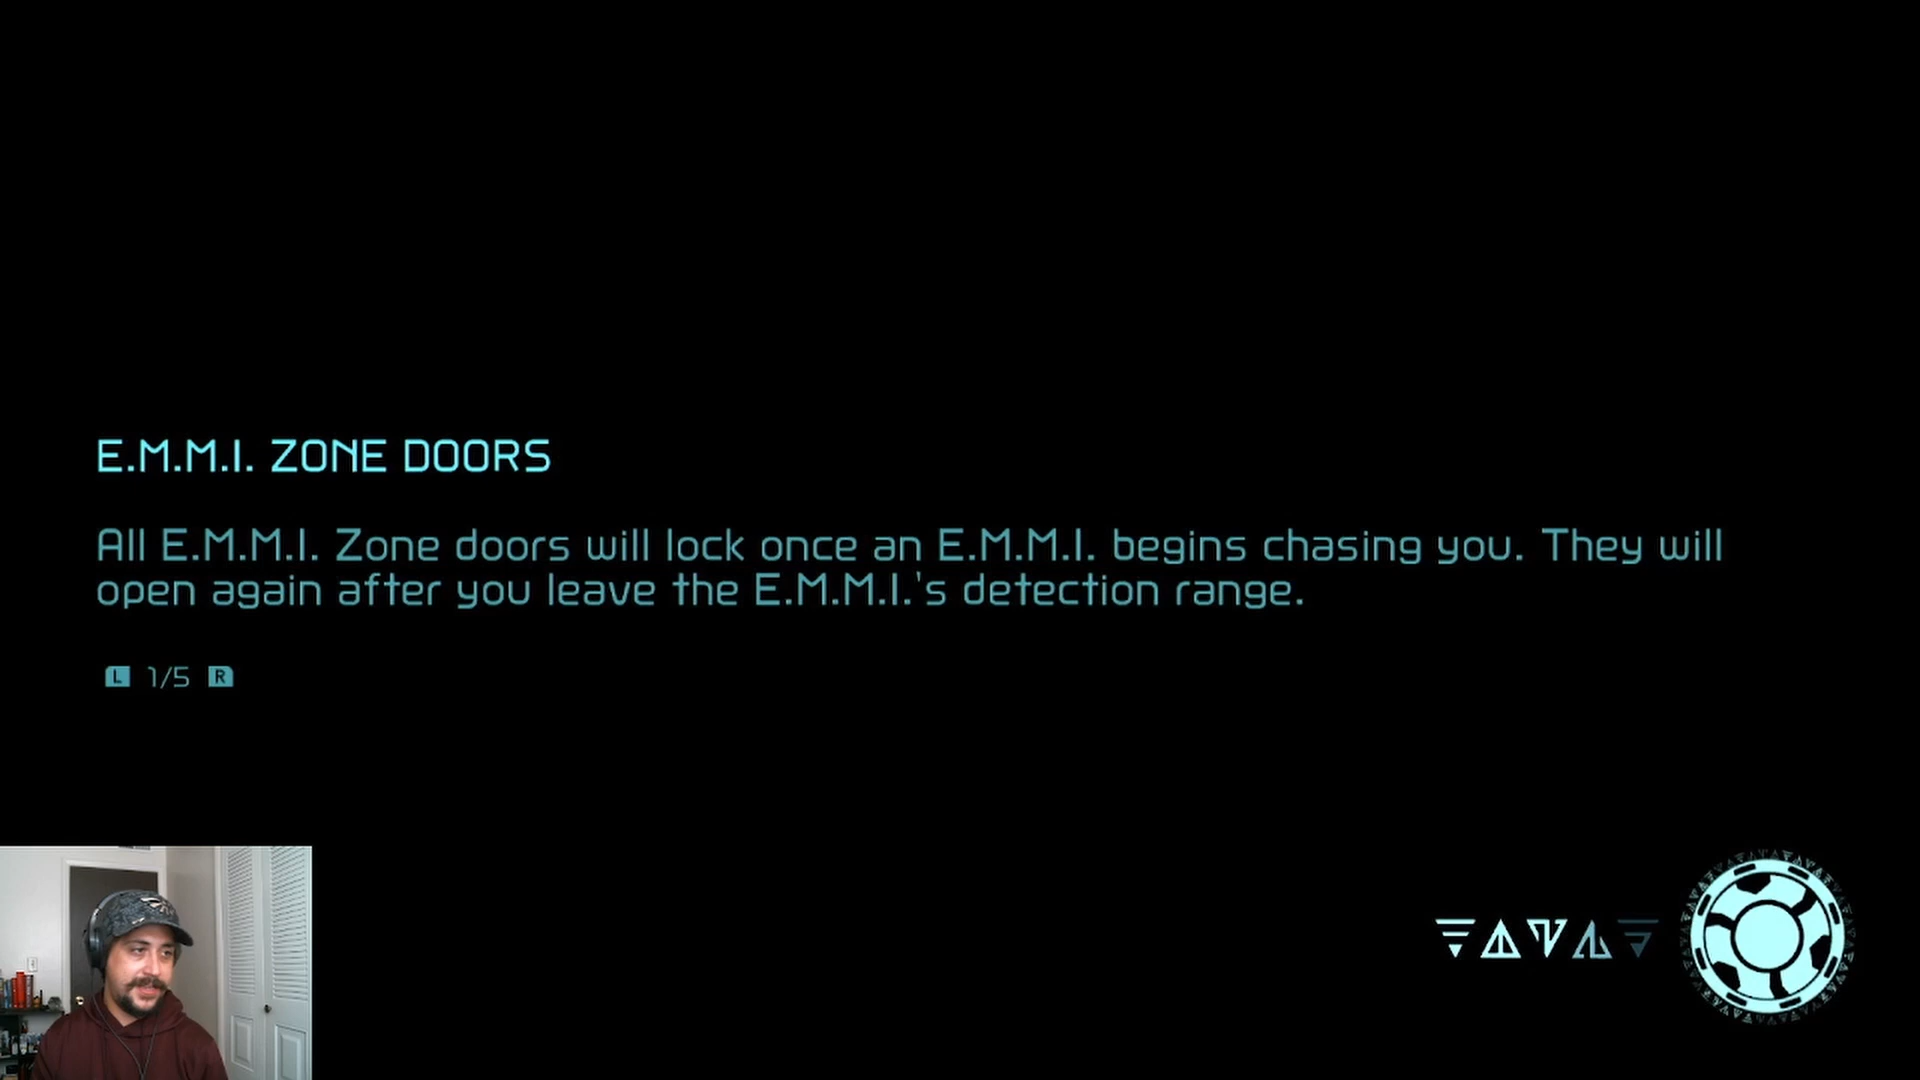 E.M.M.I. ZONE DOORS
All E.M.M.I. Zone doors will lock once an E.M.M.I. begins chasing you. They will
open again after you leave the E.M.M.I.'s detection range.
L 1/5 R